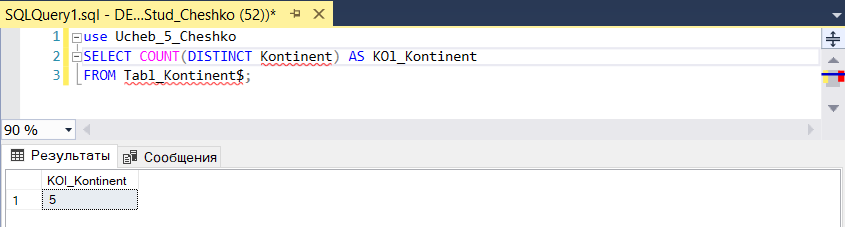 SQLQuery1.sql - DE...Stud_Cheshko (52))*
1 use Ucheb_5_Cheshko
2 SELECT COUNT(DISTINCT Kontinent) AS KOl_Kontinent
3 FROM Tabl_Kontinent$;
90 %
Результаты Сообщения
KOl_Kontinent
1 5